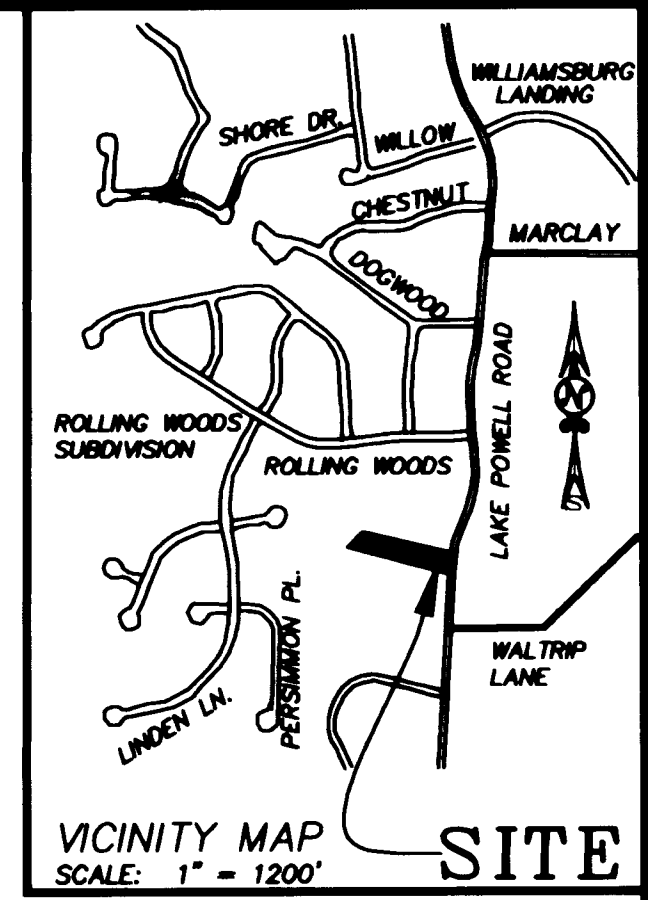 WILLIAMSBURG
LANDING
SHORE DR.
WILLOW
CHESTNUT
MARCLAY
DOGWOOD
LAKE POWELL ROAD
N
S
ROLLING WOODS
SUBDIVISION
ROLLING WOODS
PERSIMMON PL.
WALTRIP
LANE
LINDEN LN.
VICINITY MAP
SCALE: 1" = 1200'
SITE